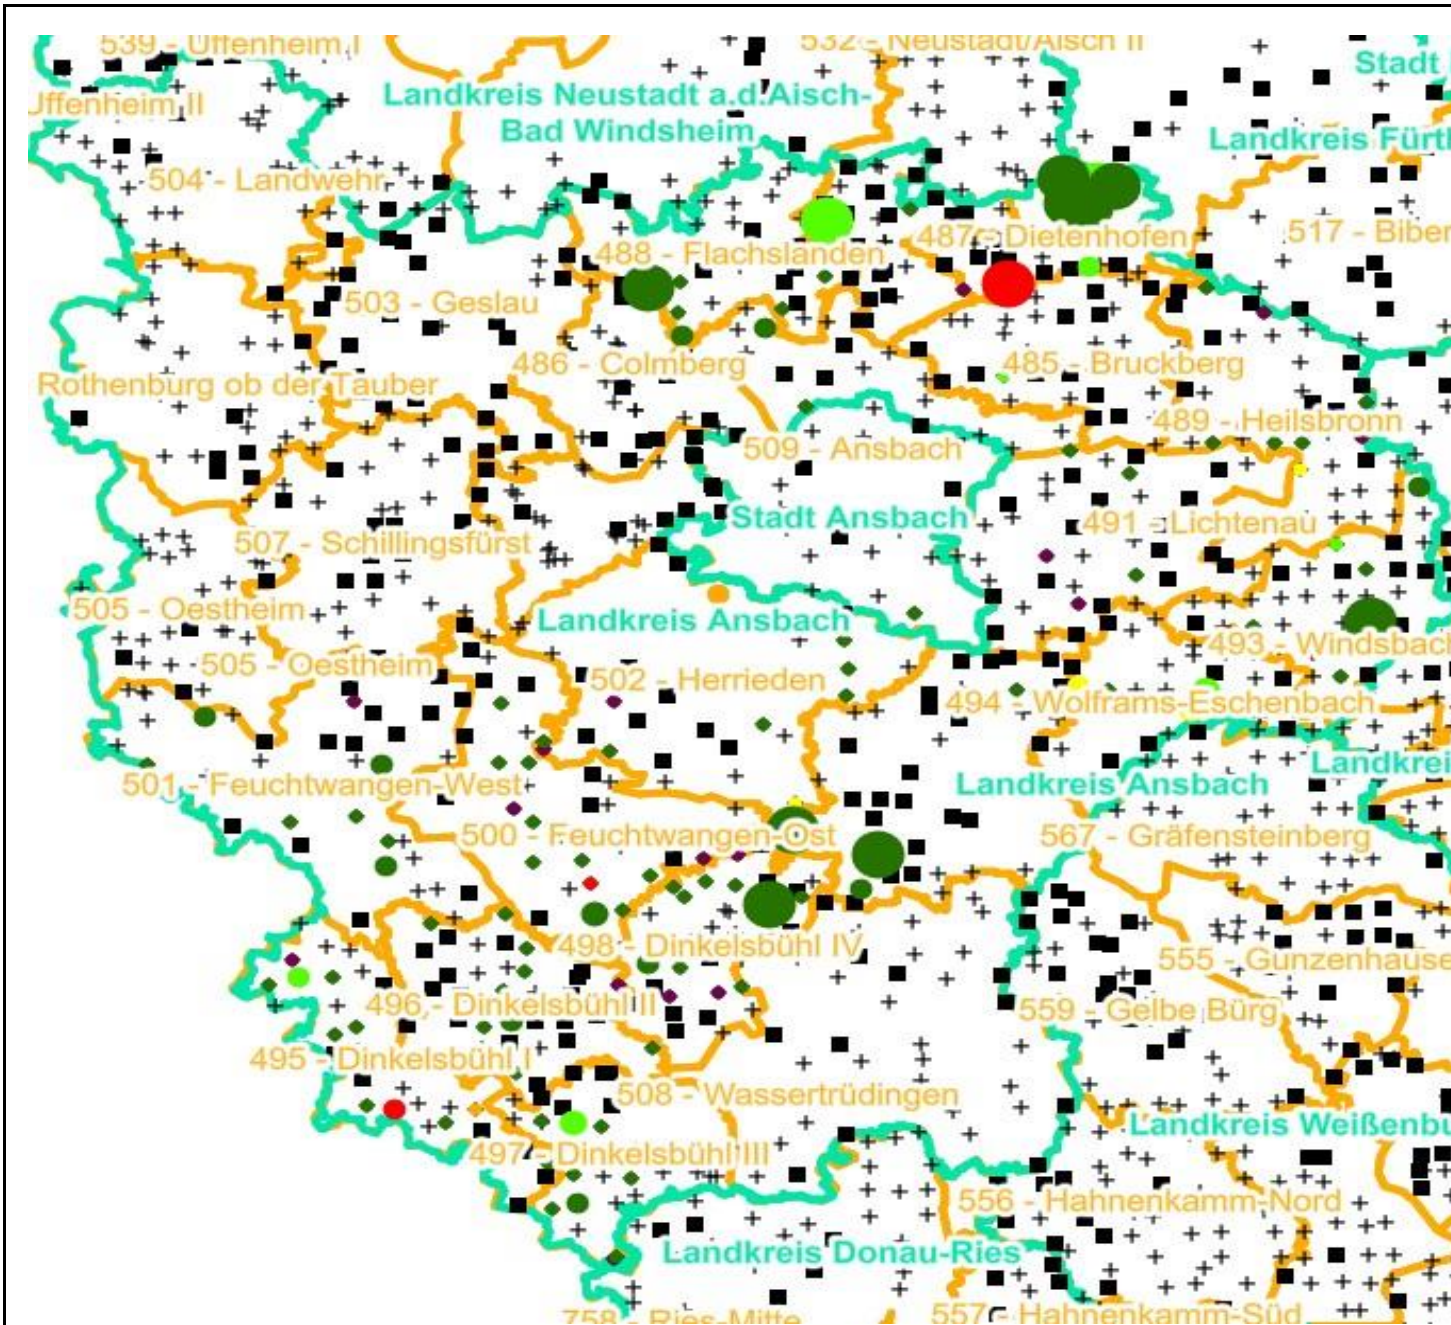 539 - Uffenheim I
532 - Neustadt/Aisch II
Stadt
Landkreis Neustadt a.d.Aisch-
Bad Windsheim
Uffenheim II
Landkreis Fürth
504 - Landwehr
488 - Flachslanden
487 - Dietenhofen
517 - Biber
503 - Geslau
486 - Colmberg
485 - Bruckberg
Rothenburg ob der Tauber
489 - Heilsbronn
509 - Ansbach
Stadt Ansbach
491 - Lichtenau
507 - Schillingsfürst
505 - Oestheim
Landkreis Ansbach
493 - Windsbach
505 - Oestheim
502 - Herrieden
494 - Wolframs-Eschenbach
Landkrei
501 - Feuchtwangen-West
Landkreis Ansbach
500 - Feuchtwangen-Ost
567 - Gräfensteinberg
498 - Dinkelsbühl IV
555 - Gunzenhause
496 - Dinkelsbühl II
559 - Gelbe Bürg
495 - Dinkelsbühl I
508 - Wassertrüdingen
Landkreis Weißenbu
497 - Dinkelsbühl III
556 - Hahnenkamm-Nord
Landkreis Donau-Ries
758 - Ries-Mitte
557 - Hahnenkamm-Süd